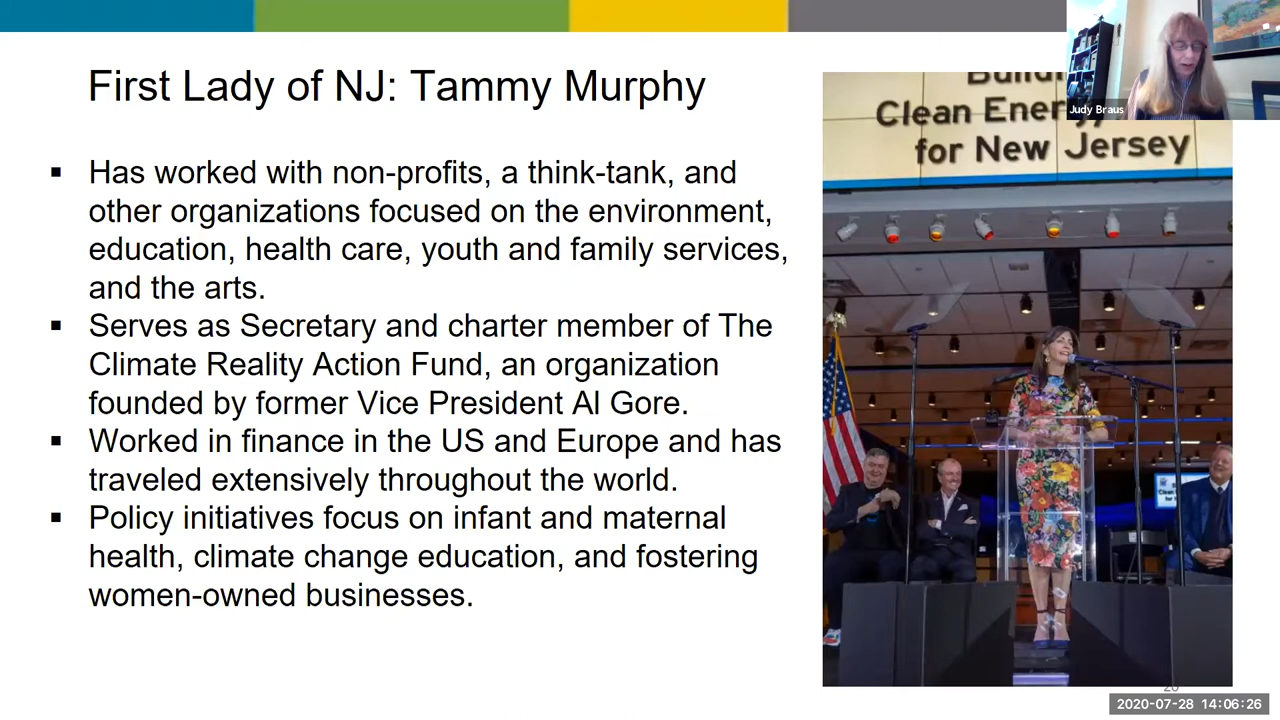 First Lady of NJ: Tammy Murphy
▪ Has worked with non-profits, a think-tank, and
other organizations focused on the environment,
education, health care, youth and family services,
and the arts.
▪ Serves as Secretary and charter member of The
Climate Reality Action Fund, an organization
founded by former Vice President Al Gore.
▪ Worked in finance in the US and Europe and has
traveled extensively throughout the world.
▪ Policy initiatives focus on infant and maternal
health, climate change education, and fostering
women-owned businesses.
Clean Energy
for New Jersey
Judy Braus
2020-07-28 14:06:26